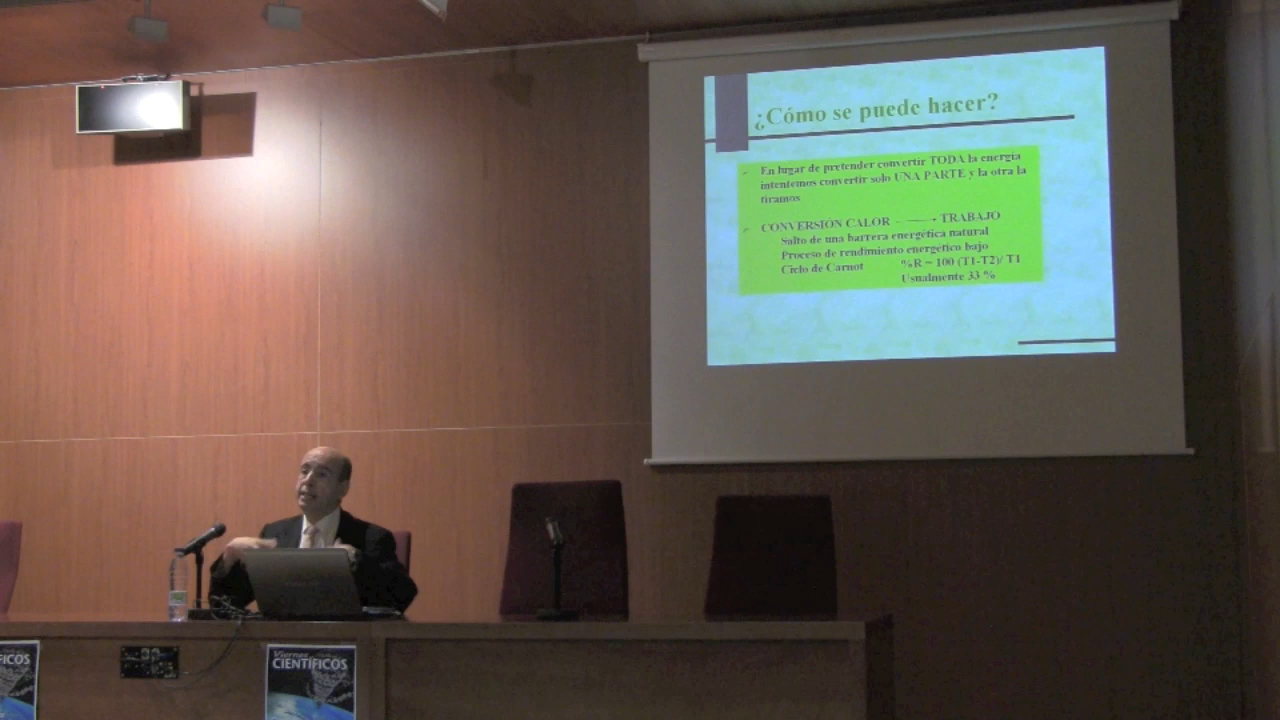 ¿Cómo se puede hacer?
En lugar de pretender convertir TODA la energía
intentemos convertir solo UNA PARTE y la otra la
tiramos
CONVERSIÓN CALOR TRABAJO
Salto de una barrera energética natural
Proceso de rendimiento energético bajo
Ciclo de Carnot %R = 100 (T1-T2)/ T1
Usualmente 33 %
FICOS
Viernes
CIENTÍFICOS